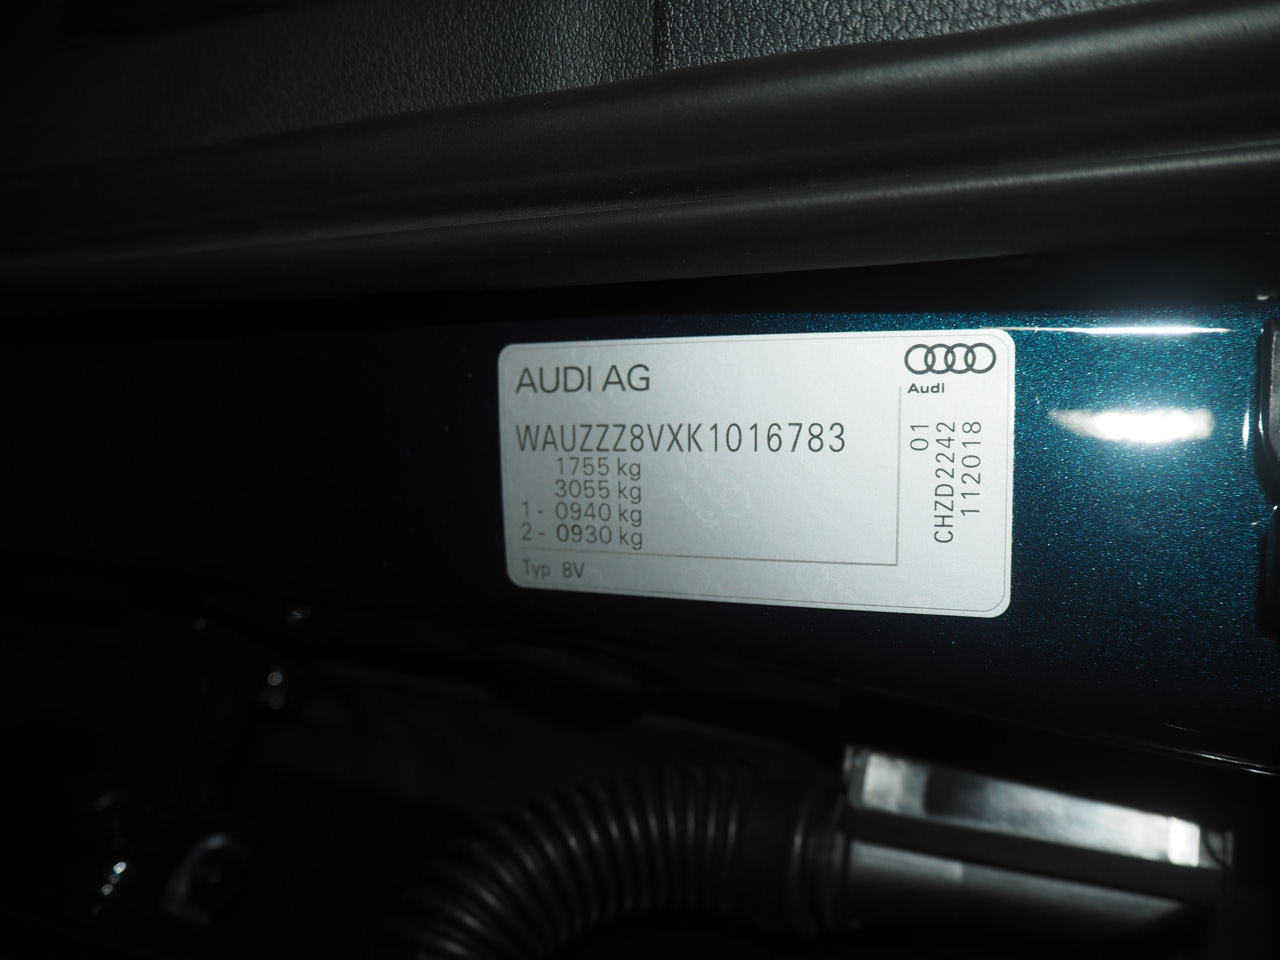 AUDI AG
Audi
WAUZZZ8VXK1016783
1755 kg
3055 kg
1 - 0940 kg
2 - 0930 kg
Typ 8V
01
CHZD2242
112018